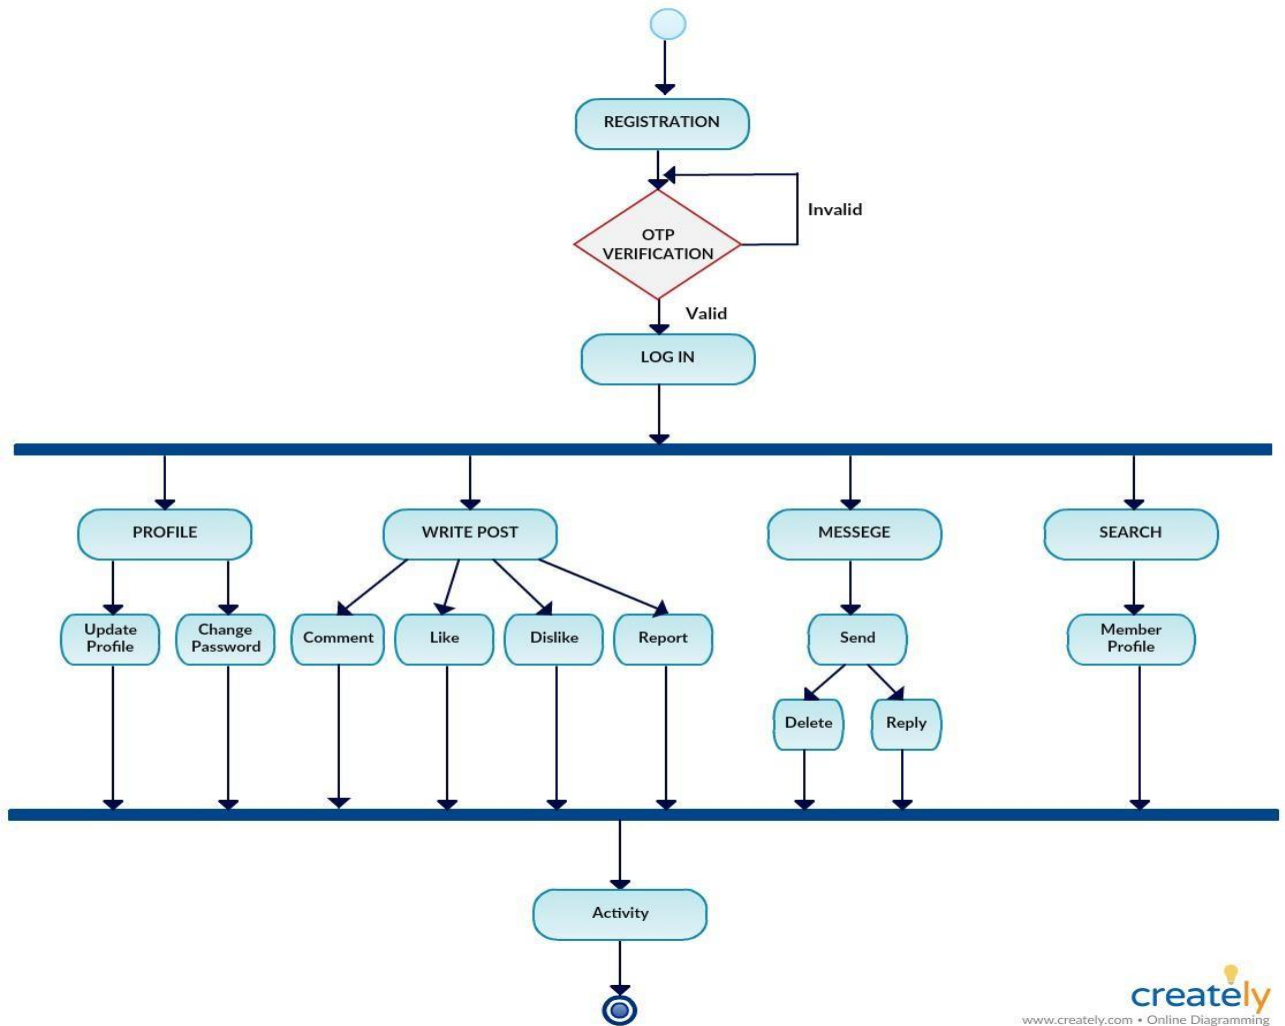 REGISTRATION
Invalid
OTP
VERIFICATION
Valid
LOG IN
PROFILE
WRITE POST
MESSEGE
SEARCH
Update
Profile
Change
Password
Comment
Like
Dislike
Report
Send
Member
Profile
Delete
Reply
Activity
creately
www.creately.com • Online Diagramming